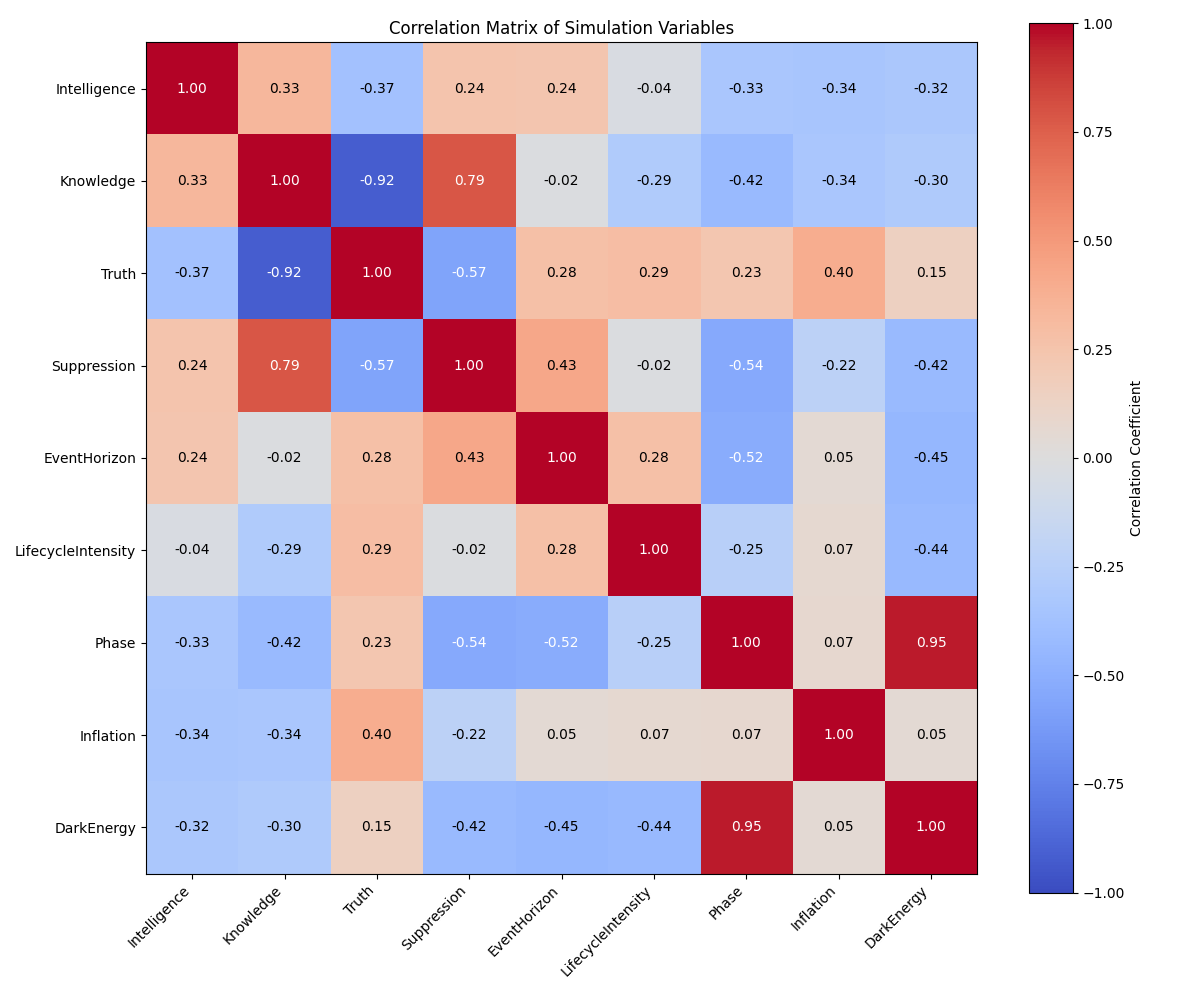 Correlation Matrix of Simulation Variables
Intelligence 1.00 0.33 -0.37 0.24 0.24 -0.04 -0.33 -0.34 -0.32
Knowledge 0.33 1.00 -0.92 0.79 -0.02 -0.29 -0.42 -0.34 -0.30
Truth -0.37 -0.92 1.00 -0.57 0.28 0.29 0.23 0.40 0.15
Suppression 0.24 0.79 -0.57 1.00 0.43 -0.02 -0.54 -0.22 -0.42
EventHorizon 0.24 -0.02 0.28 0.43 1.00 0.28 -0.52 0.05 -0.45
LifecycleIntensity -0.04 -0.29 0.29 -0.02 0.28 1.00 -0.25 0.07 -0.44
Phase -0.33 -0.42 0.23 -0.54 -0.52 -0.25 1.00 0.07 0.95
Inflation -0.34 -0.34 0.40 -0.22 0.05 0.07 0.07 1.00 0.05
DarkEnergy -0.32 -0.30 0.15 -0.42 -0.45 -0.44 0.95 0.05 1.00
Intelligence Knowledge Truth Suppression EventHorizon LifecycleIntensity Phase Inflation DarkEnergy
1.00
0.75
0.50
0.25
0.00
−0.25
−0.50
−0.75
−1.00
Correlation Coefficient